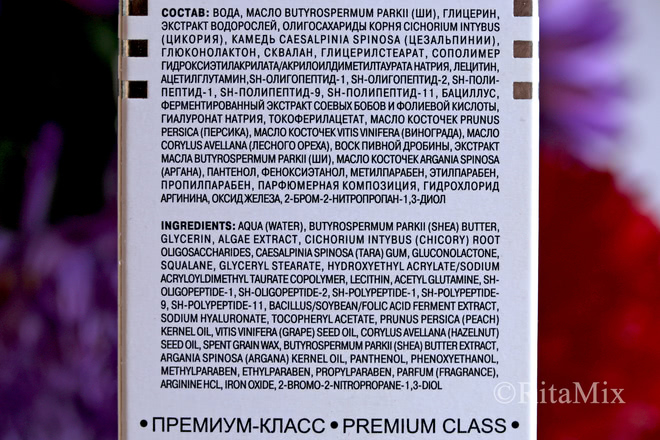 СОСТАВ: ВОДА, МАСЛО BUTYROSPERMUM PARKII (ШИ), ГЛИЦЕРИН,
ЭКСТРАКТ ВОДОРОСЛЕЙ, ОЛИГОСАХАРИДЫ КОРНЯ CICHORIUM INTYBUS
(ЦИКОРИЯ), КАМЕДЬ CAESALPINIA SPINOSA (ЦЕЗАЛЬПИНИИ),
ГЛЮКОНОЛАКТОН, СКВАЛАН, ГЛИЦЕРИЛСТЕАРАТ, СОПОЛИМЕР
ГИДРОКСИЭТИЛАКРИЛАТА/АКРИЛОИЛДИМЕТИЛТАУРАТА НАТРИЯ, ЛЕЦИТИН,
АЦЕТИЛГЛУТАМИН,SH-ОЛИГОПЕПТИД-1, SH-ОЛИГОПЕПТИД-2, SH-ПОЛИ-
ПЕПТИД-1, SH-ПОЛИПЕПТИД-9, SH-ПОЛИПЕПТИД-11, БАЦИЛЛУС,
ФЕРМЕНТИРОВАННЫЙ ЭКСТРАКТ СОЕВЫХ БОБОВ И ФОЛИЕВОЙ КИСЛОТЫ,
ГИАЛУРОНАТ НАТРИЯ, ТОКОФЕРИЛАЦЕТАТ, МАСЛО КОСТОЧЕК PRUNUS
PERSICA (ПЕРСИКА), МАСЛО КОСТОЧЕК VITIS VINIFERA (ВИНОГРАДА), МАСЛО
CORYLUS AVELLANA (ЛЕСНОГО ОРЕХА), ВОСК ПИВНОЙ ДРОБИНЫ, ЭКСТРАКТ
МАСЛА BUTYROSPERMUM PARKII (ШИ), МАСЛО КОСТОЧЕК ARGANIA SPINOSA
(АРГАНА), ПАНТЕНОЛ, ФЕНОКСИЭТАНОЛ, МЕТИЛПАРАБЕН, ЭТИЛПАРАБЕН,
ПРОПИЛПАРАБЕН, ПАРФЮМЕРНАЯ КОМПОЗИЦИЯ, ГИДРОХЛОРИД
АРГИНИНА, ОКСИД ЖЕЛЕЗА, 2-БРОМ-2-НИТРОПРОПАН-1,3-ДИОЛ
INGREDIENTS: AQUA (WATER), BUTYROSPERMUM PARKII (SHEA) BUTTER,
GLYCERIN, ALGAE EXTRACT, CICHORIUM INTYBUS (CHICORY) ROOT
OLIGOSACCHARIDES, CAESALPINIA SPINOSA (TARA) GUM, GLUCONOLACTONE,
SQUALANE, GLYCERYL STEARATE, HYDROXYETHYL ACRYLATE/SODIUM
ACRYLOYLDIMETHYL TAURATE COPOLYMER, LECITHIN, ACETYL GLUTAMINE, SH-
OLIGOPEPTIDE-1, SH-OLIGOPEPTIDE-2, SH-POLYPEPTIDE-1, SH-POLYPEPTIDE-
9, SH-POLYPEPTIDE-11, BACILLUS/SOYBEAN/FOLIC ACID FERMENT EXTRACT,
SODIUM HYALURONATE, TOCOPHERYL ACETATE, PRUNUS PERSICA (PEACH)
KERNEL OIL, VITIS VINIFERA (GRAPE) SEED OIL, CORYLUS AVELLANA (HAZELNUT)
SEED OIL, SPENT GRAIN WAX, BUTYROSPERMUM PARKII (SHEA) BUTTER EXTRACT,
ARGANIA SPINOSA (ARGANA) KERNEL OIL, PANTHENOL, PHENOXYETHANOL,
METHYLPARABEN, ETHYLPARABEN, PROPYLPARABEN, PARFUM (FRAGRANCE),
ARGININE HCL, IRON OXIDE, 2-BROMO-2-NITROPROPANE-1,3-DIOL
©RitaMix
• ПРЕМИУМ-КЛАСС • PREMIUM CLASS •